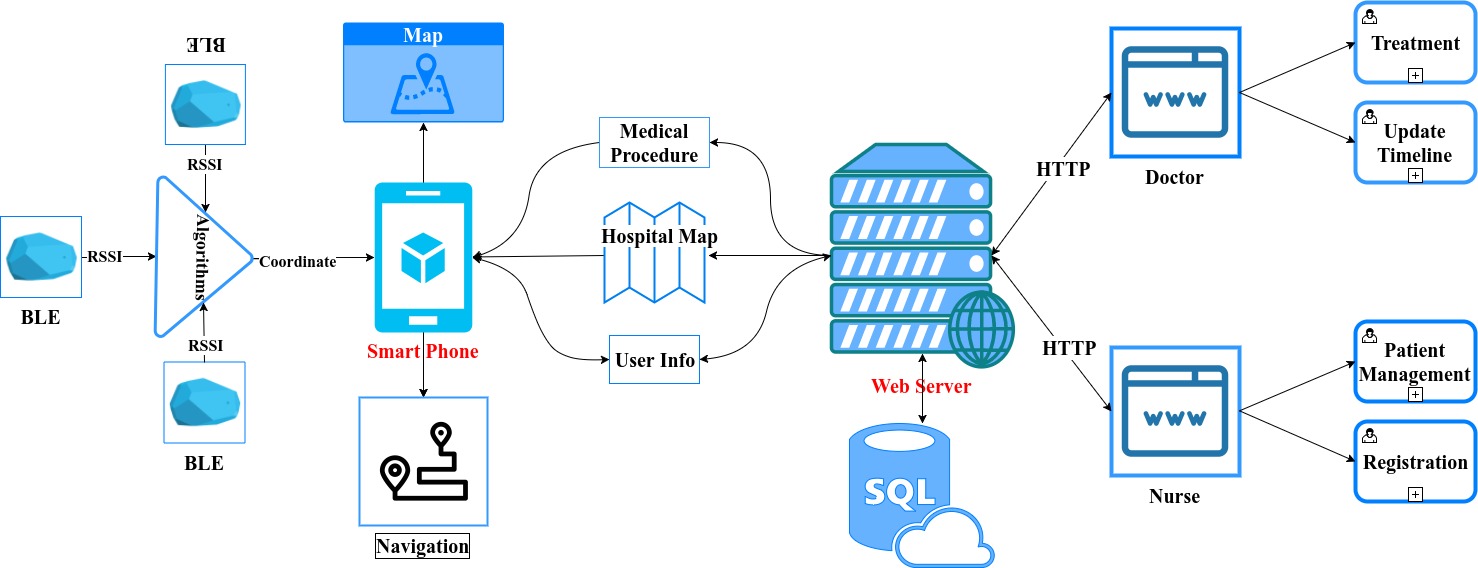 BLE
RSSI
BLE
RSSI
Algorithms
RSSI
BLE
Coordinate
Map
Smart Phone
Navigation
Medical
Procedure
Hospital Map
User Info
Web Server
SQL
HTTP
HTTP
www
Doctor
www
Nurse
Treatment
Update
Timeline
Patient
Management
Registration